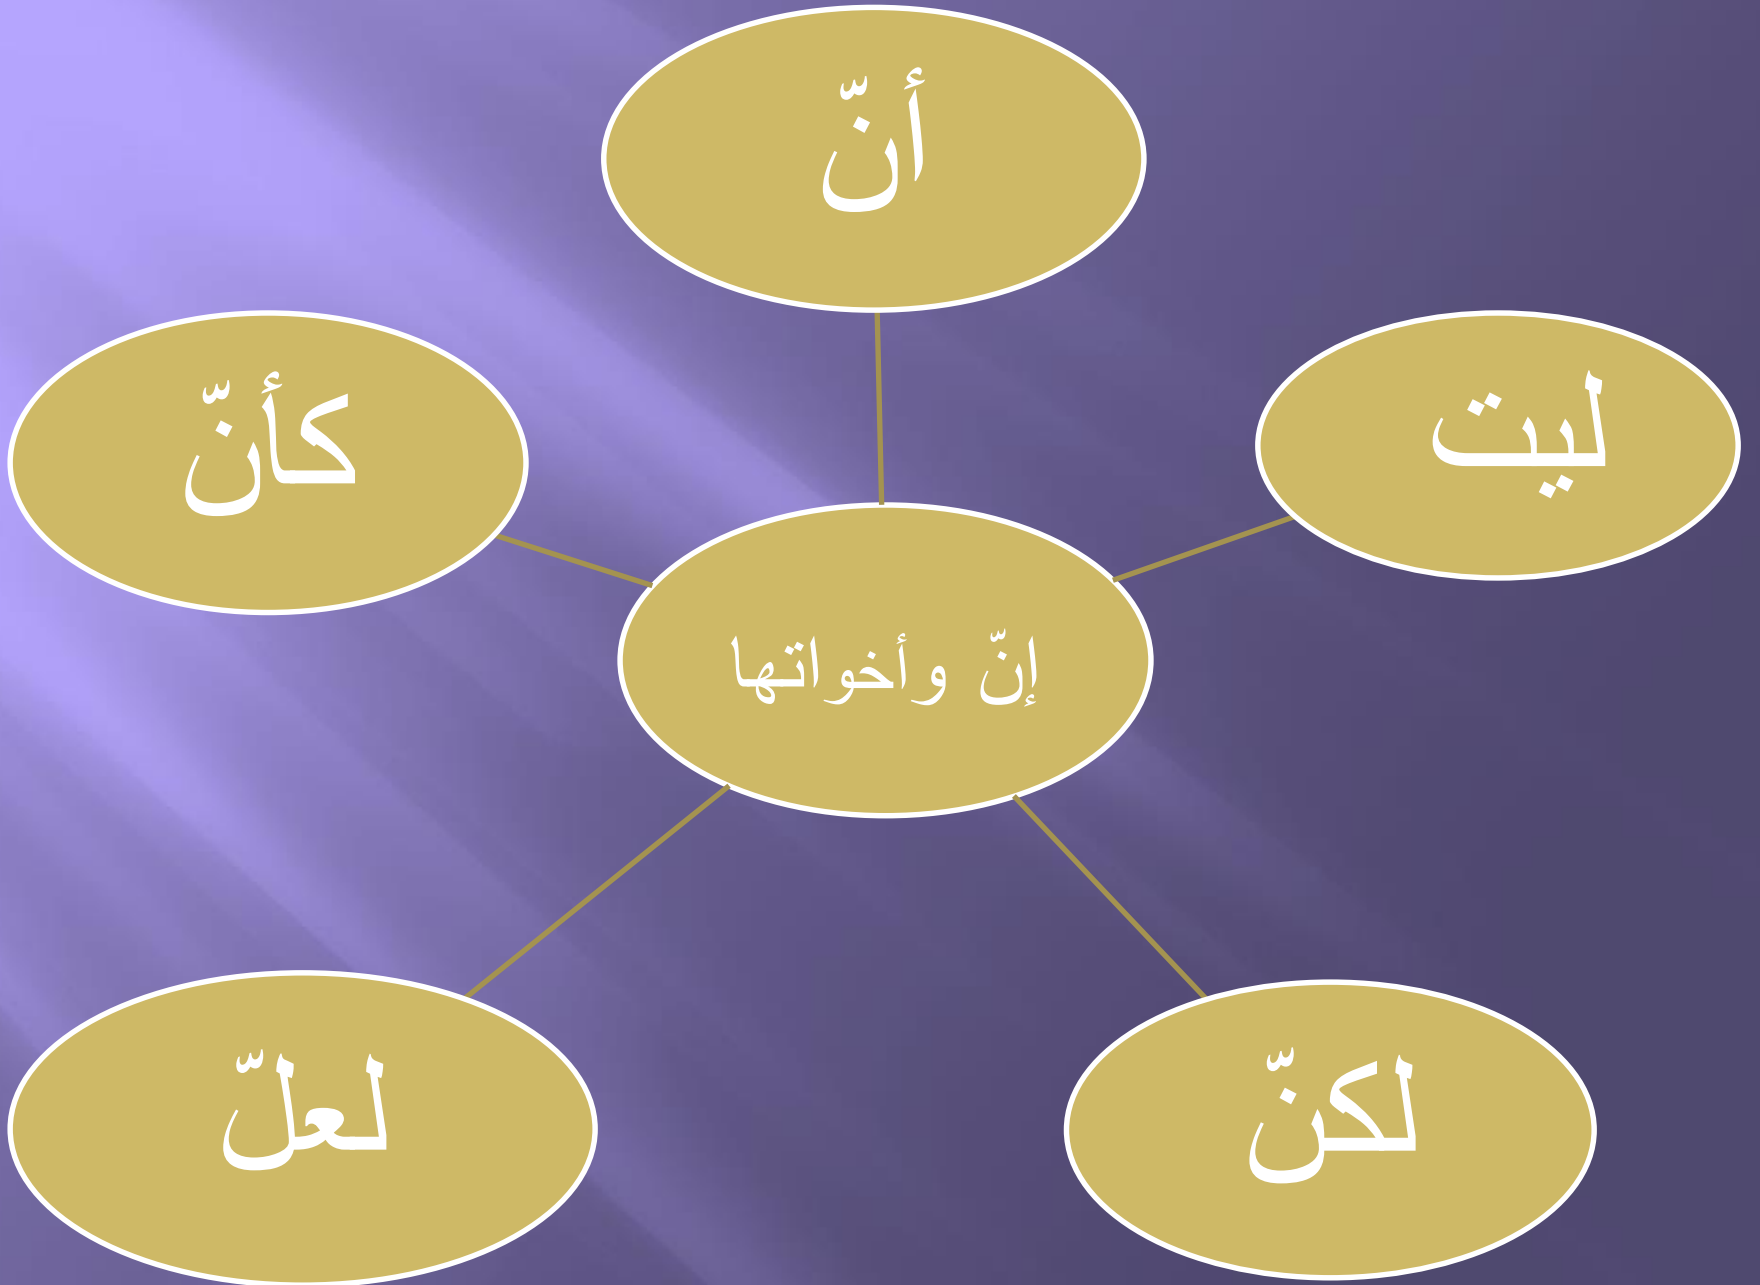 أنّ
ليت
كأنّ
إنّ وأخواتها
لكنّ
لعلّ